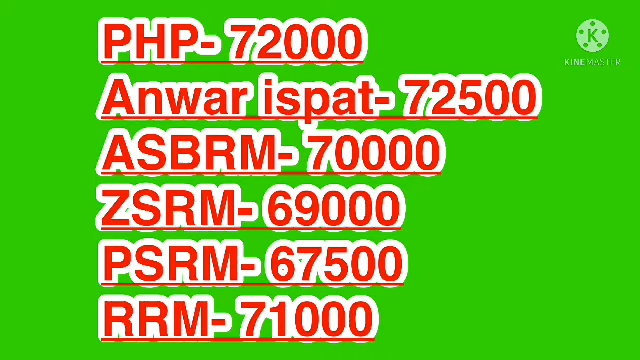 PHP- 72000
Anwar ispat- 72500
ASBRM- 70000
ZSRM- 69000
PSRM- 67500
RRM- 71000
K
KINEMASTER